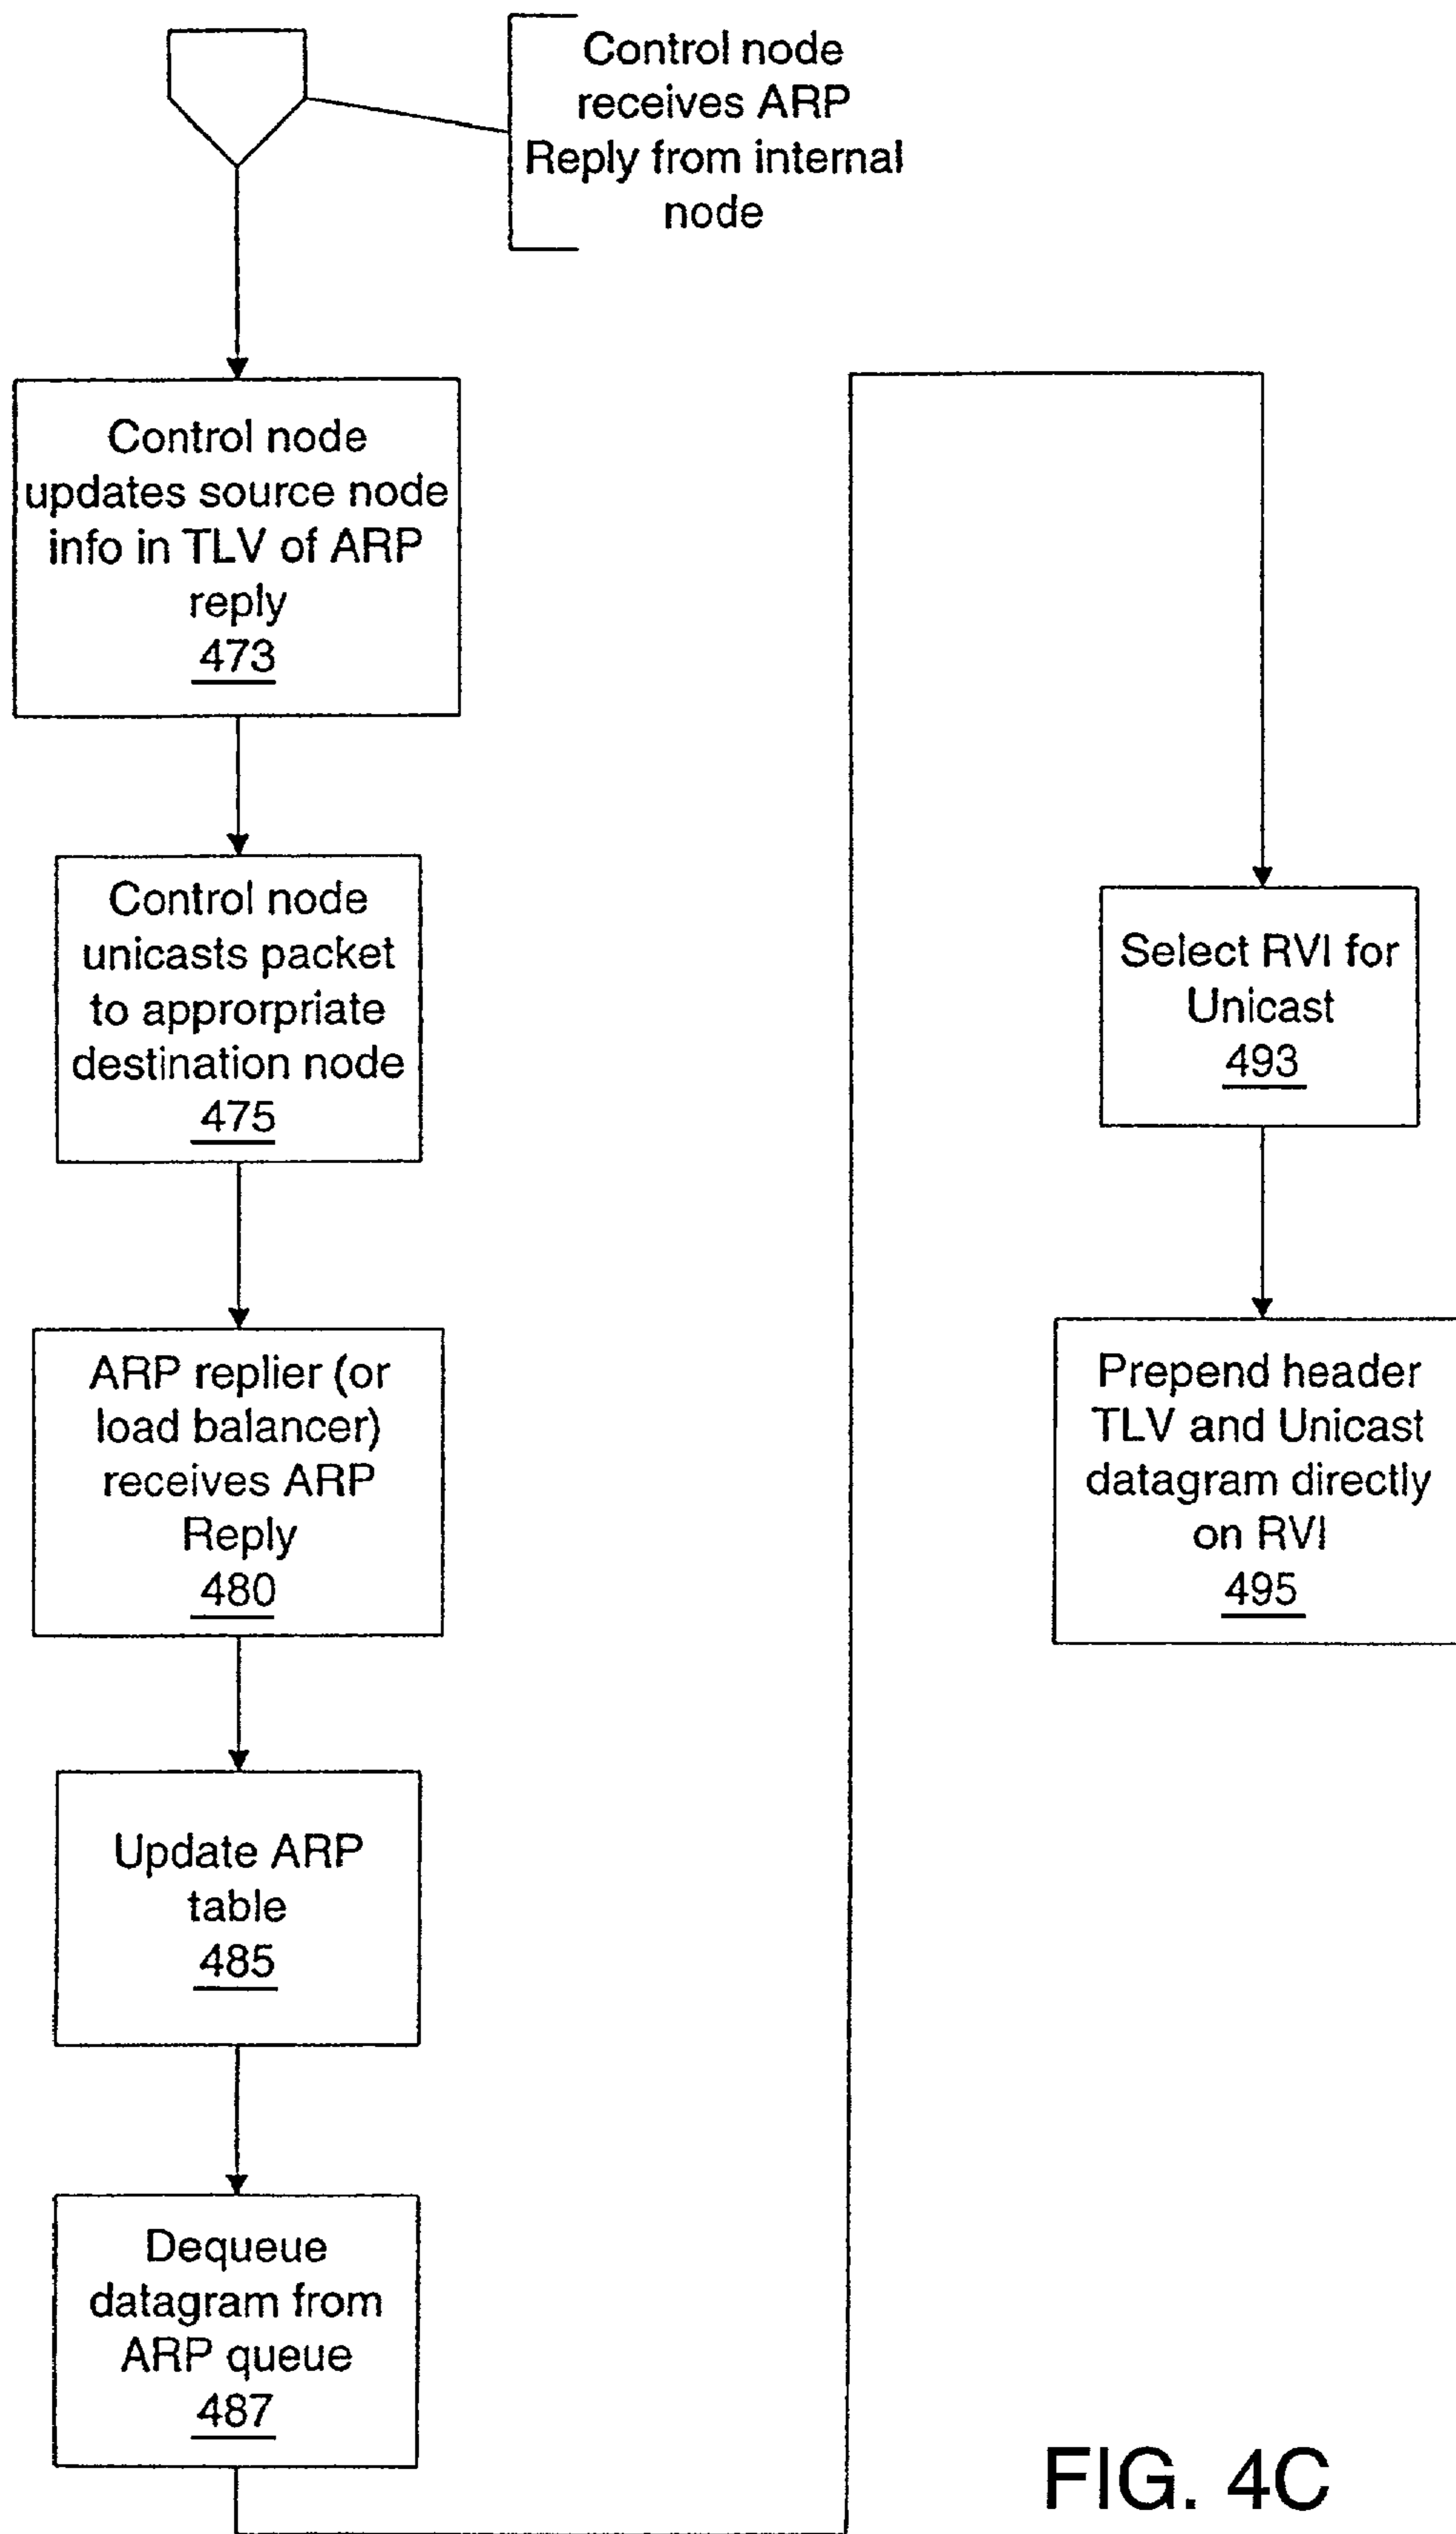 Control node
receives ARP
Reply from internal
node
Control node
updates source node
info in TLV of ARP
reply
473
Control node
unicasts packet
to approrpriate
destination node
475
ARP replier (or
load balancer)
receives ARP
Reply
480
Update ARP
table
485
Dequeue
datagram from
ARP queue
487
Select RVI for
Unicast
493
Prepend header
TLV and Unicast
datagram directly
on RVI
495
FIG. 4C